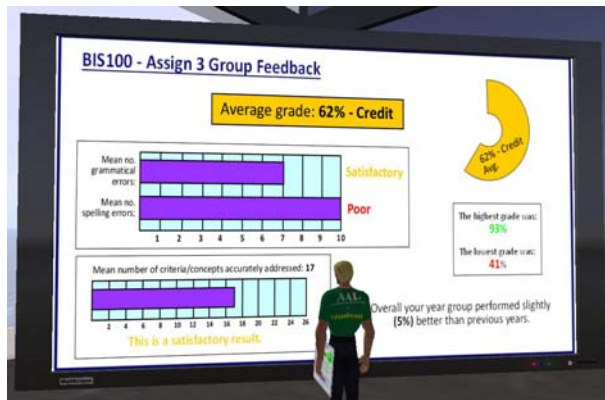 BIS100 - Assign 3 Group Feedback
Average grade: 62% - Credit
62% - Credit
Avg.
Mean no.
grammatical
errors:
Satisfactory
Mean no.
spelling errors:
Poor
1 2 3 4 5 6 7 8 9 10
The highest grade was:
93%
The lowest grade was:
41%
Mean number of criteria/concepts accurately addressed: 17
2 4 6 8 10 12 14 16 18 20 22 24 26
This is a satisfactory result.
AAL
Overall your year group performed slightly
(5%) better than previous years.